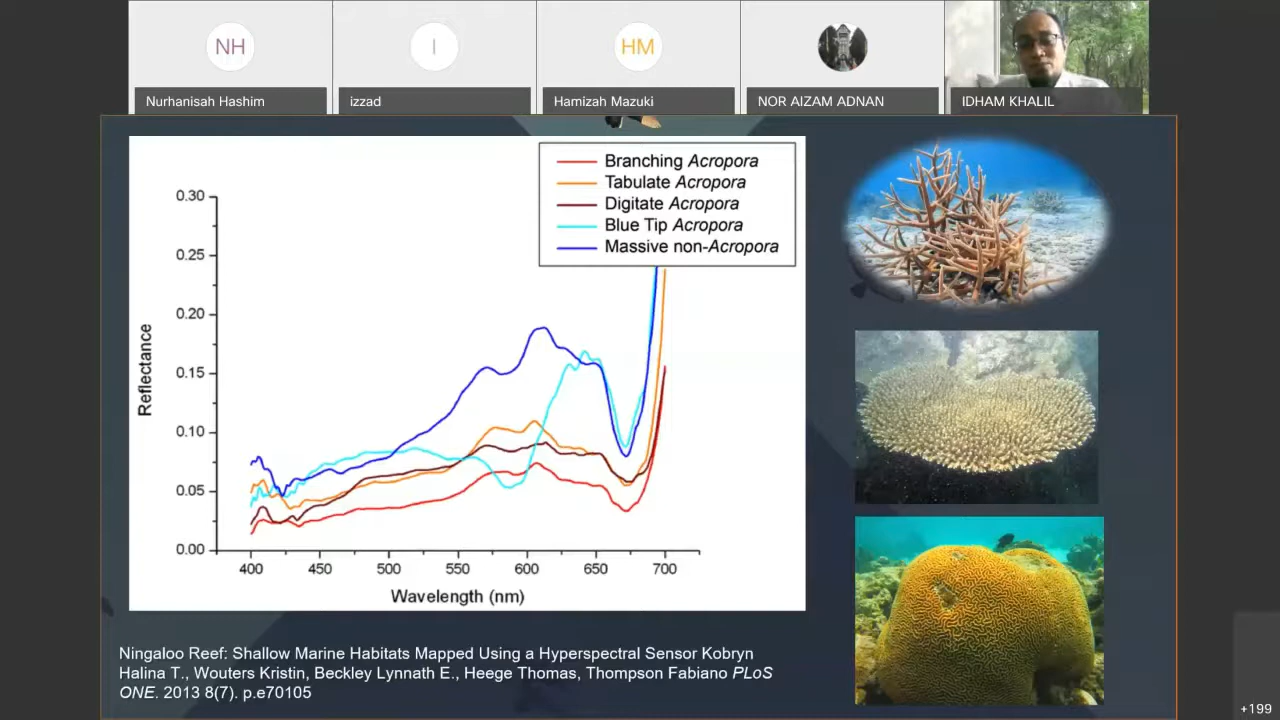 NH
I
HM
Nurhanisah Hashim
izzad
Hamizah Mazuki
NOR AIZAM ADNAN
IDHAM KHALIL
Branching Acropora
Tabulate Acropora
Digitate Acropora
Blue Tip Acropora
Massive non-Acropora
0.30
0.25
0.20
0.15
0.10
0.05
0.00
Reflectance
400 450 500 550 600 650 700
Wavelength (nm)
Ningaloo Reef: Shallow Marine Habitats Mapped Using a Hyperspectral Sensor Kobryn
Halina T., Wouters Kristin, Beckley Lynnath E., Heege Thomas, Thompson Fabiano PLoS
ONE. 2013 8(7). p.e70105
+199